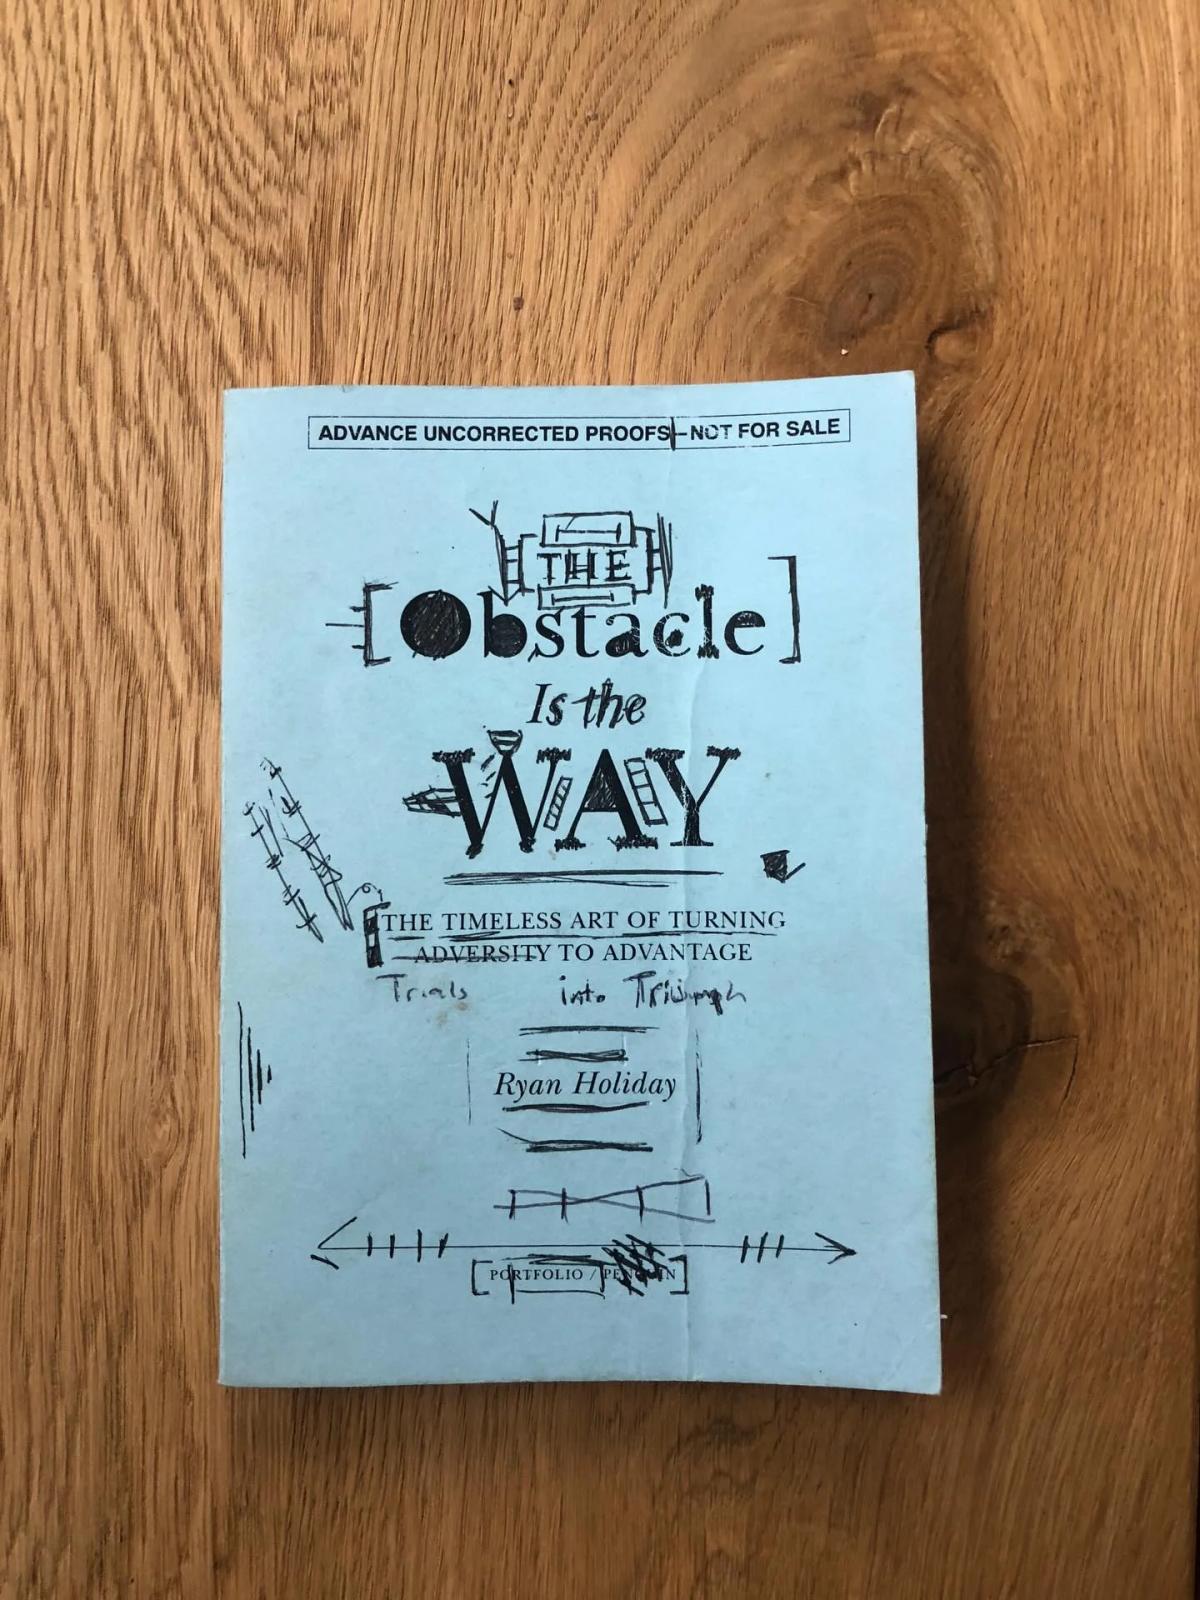 ADVANCE UNCORRECTED PROOFS—NOT FOR SALE
THE
Obstacle
Is the
WAY
THE TIMELESS ART OF TURNING
ADVERSITY TO ADVANTAGE
Trials into Triumph
Ryan Holiday
PORTFOLIO / PENGUIN